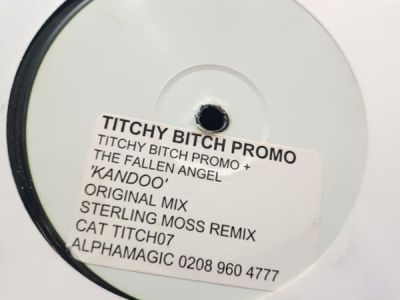 TITCHY BITCH PROMO
TITCHY BITCH PROMO +
THE FALLEN ANGEL
'KANDOO'
ORIGINAL MIX
STERLING MOSS REMIX
CAT TITCH07
ALPHAMAGIC 0208 960 4777